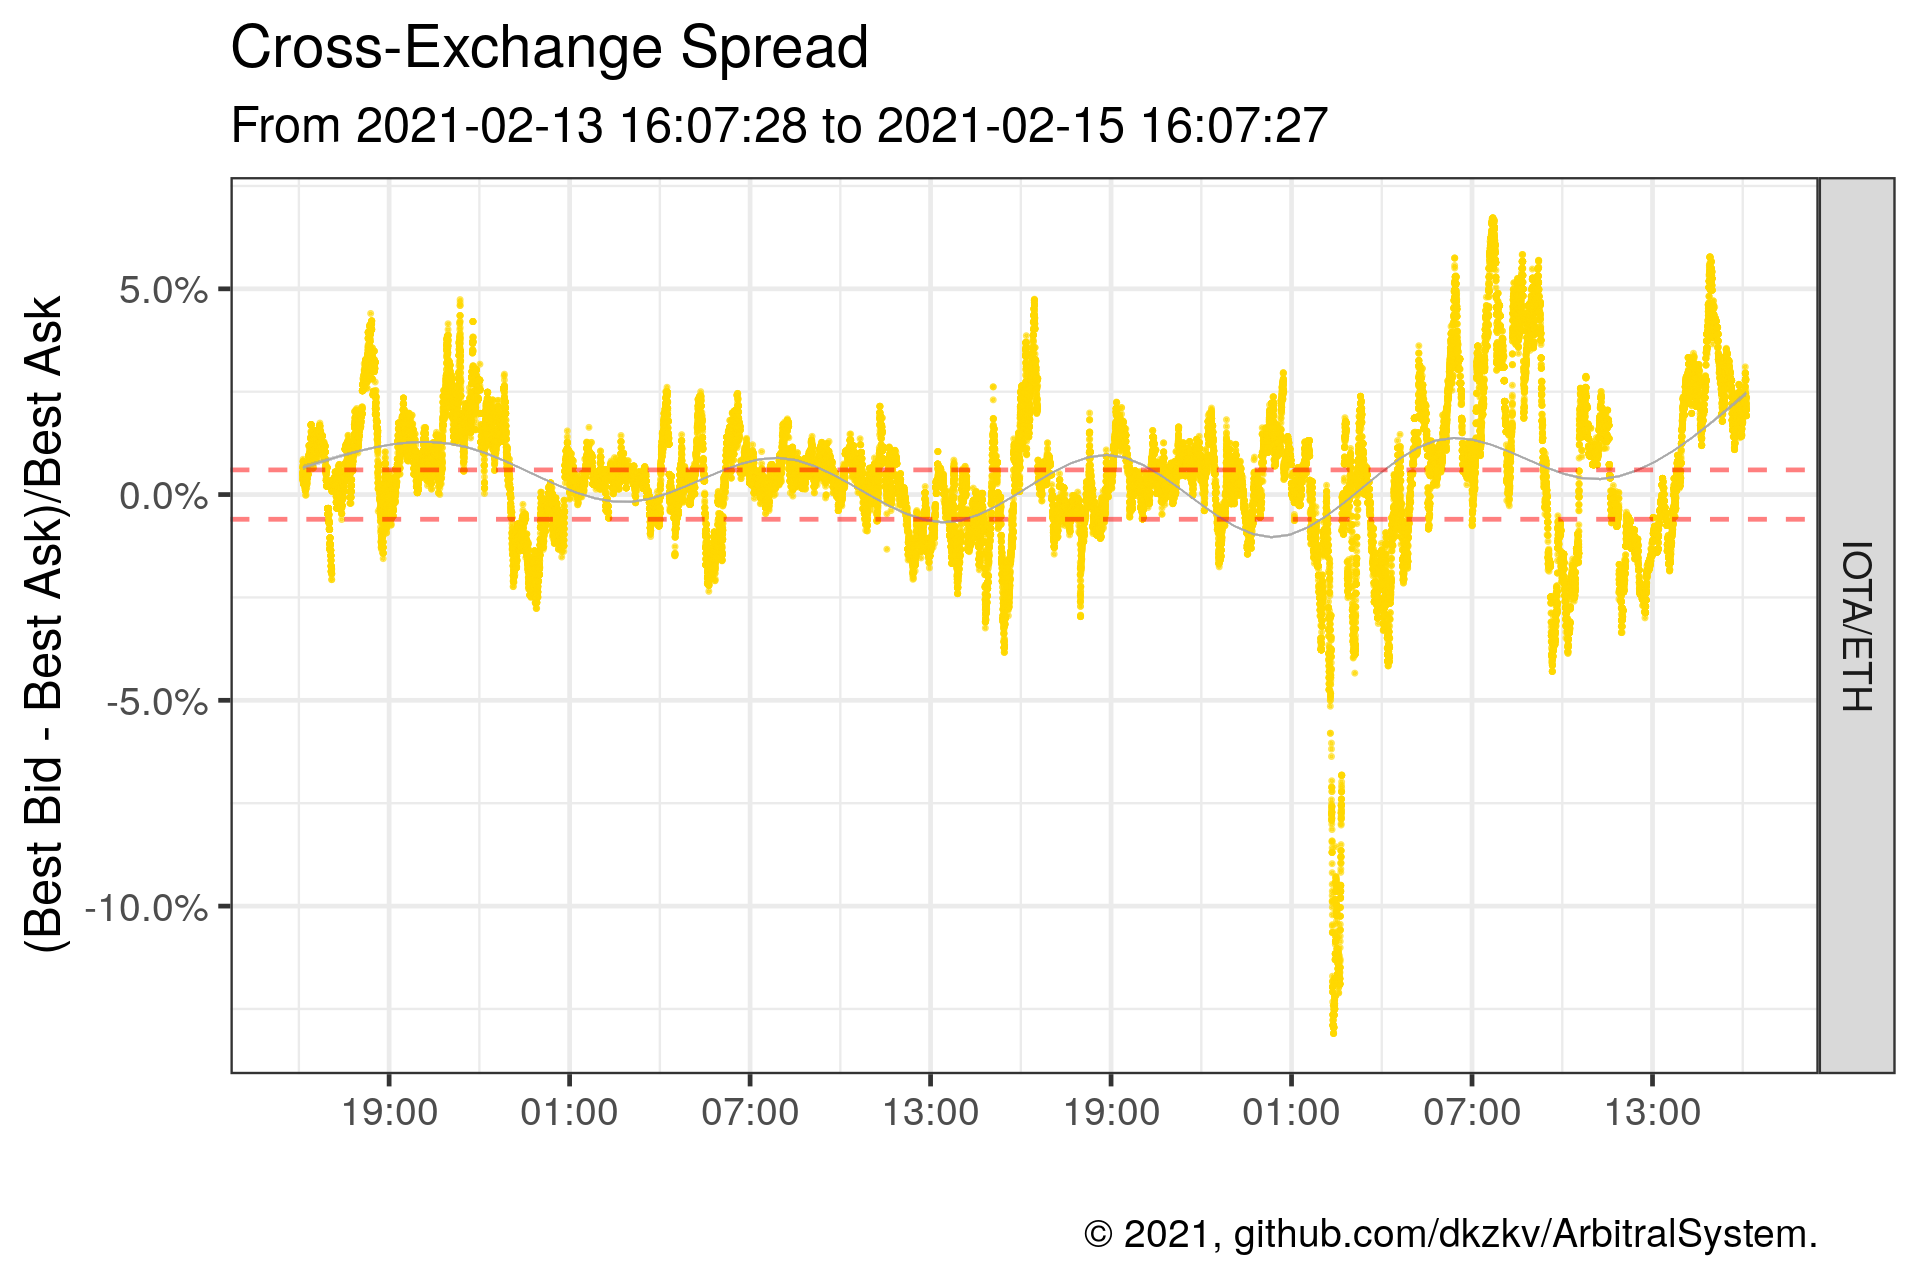 Cross-Exchange Spread
From 2021-02-13 16:07:28 to 2021-02-15 16:07:27
(Best Bid - Best Ask)/Best Ask
5.0%
0.0%
-5.0%
-10.0%
IOTA/ETH
19:00
01:00
07:00
13:00
19:00
01:00
07:00
13:00
© 2021, github.com/dkzkv/ArbitralSystem.